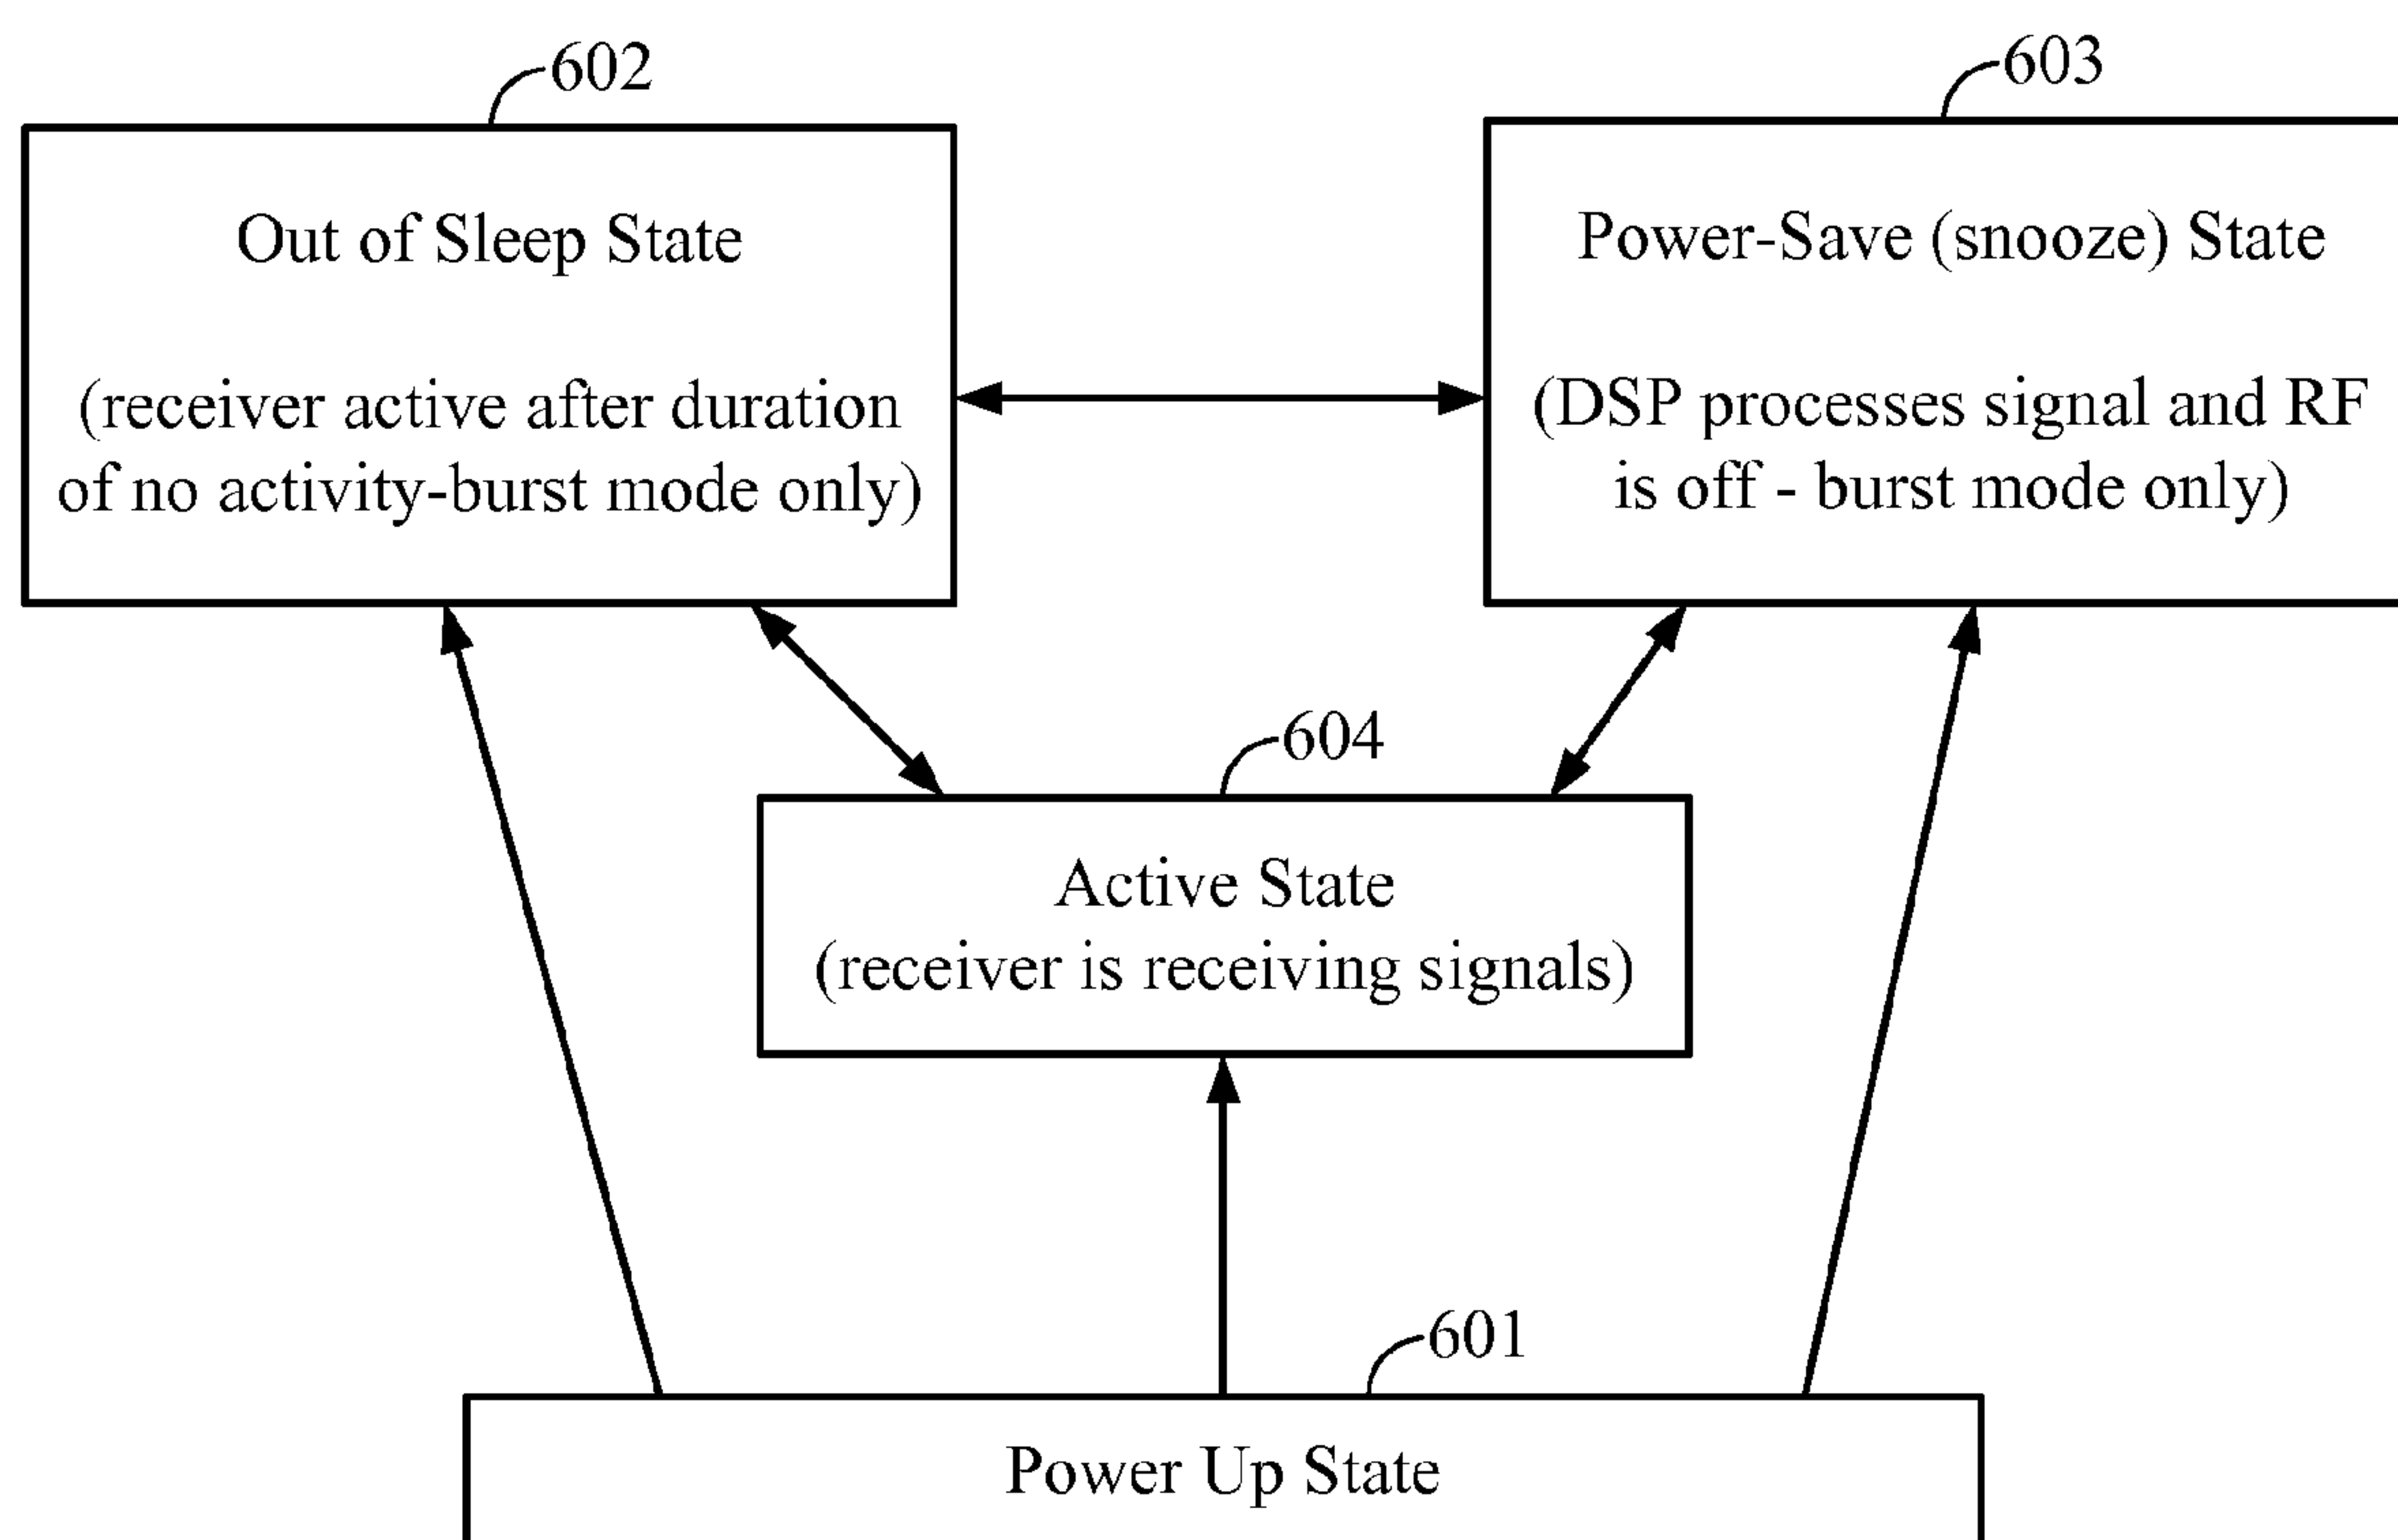 602
603
Out of Sleep State
(receiver active after duration
of no activity-burst mode only)
Power-Save (snooze) State
(DSP processes signal and RF
is off - burst mode only)
604
Active State
(receiver is receiving signals)
601
Power Up State